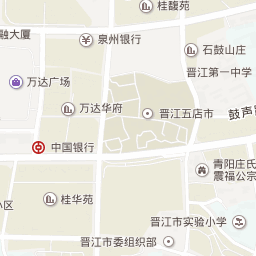 桂馥苑
融大厦
泉州银行
石鼓山庄
晋江第一中学
万达广场
万达华府
晋江五店市
鼓声
中国银行
青阳庄氏
震福公宗
桂华苑
小区
晋江市实验小学
晋江市委组织部